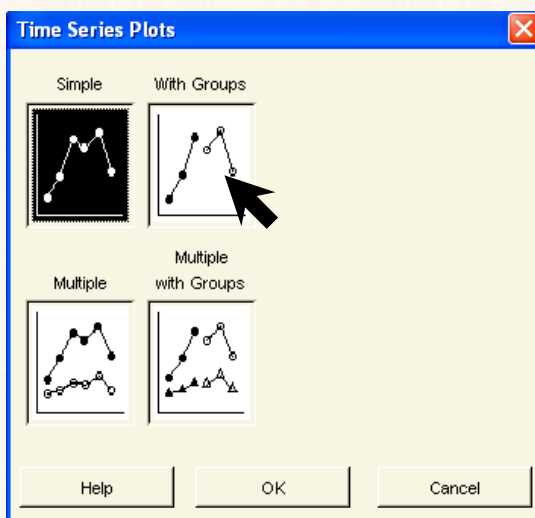 Time Series Plots
Simple
With Groups
Multiple
Multiple
with Groups
Help
OK
Cancel